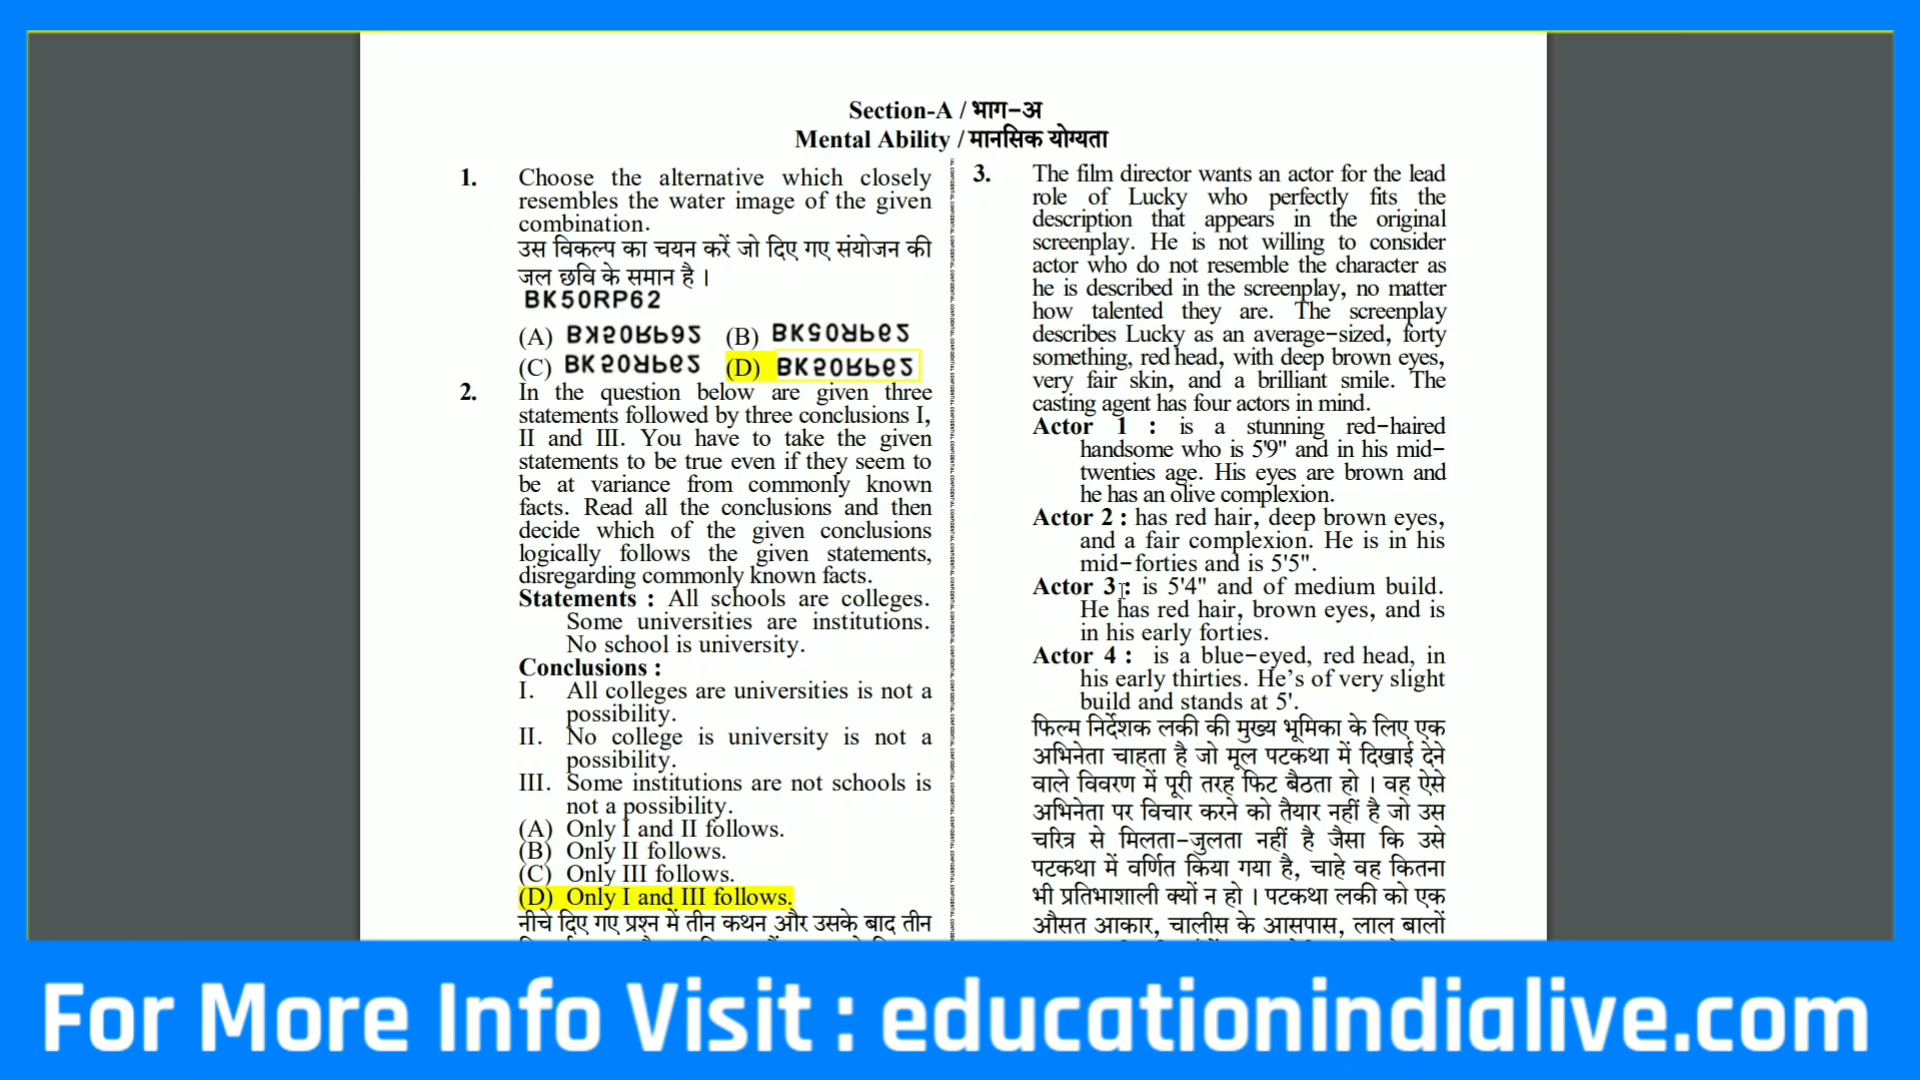 Section-A / भाग-अ
Mental Ability / मानसिक योग्यता
1. Choose the alternative which closely
resembles the water image of the given
combination.
उस विकल्प का चयन करें जो दिए गए संयोजन की
जल छवि के समान है ।
BK50RP62
(A) (B)
(C) (D)
2. In the question below are given three
statements followed by three conclusions I,
II and III. You have to take the given
statements to be true even if they seem to
be at variance from commonly known
facts. Read all the conclusions and then
decide which of the given conclusions
logically follows the given statements,
disregarding commonly known facts.
Statements : All schools are colleges.
Some universities are institutions.
No school is university.
Conclusions :
I. All colleges are universities is not a
possibility.
II. No college is university is not a
possibility.
III. Some institutions are not schools is
not a possibility.
(A) Only I and II follows.
(B) Only II follows.
(C) Only III follows.
(D) Only I and III follows.
नीचे दिए गए प्रश्न में तीन कथन और उसके बाद तीन
3. The film director wants an actor for the lead
role of Lucky who perfectly fits the
description that appears in the original
screenplay. He is not willing to consider
actor who do not resemble the character as
he is described in the screenplay, no matter
how talented they are. The screenplay
describes Lucky as an average-sized, forty
something, red head, with deep brown eyes,
very fair skin, and a brilliant smile. The
casting agent has four actors in mind.
Actor 1 : is a stunning red-haired
handsome who is 5'9" and in his mid-
twenties age. His eyes are brown and
he has an olive complexion.
Actor 2 : has red hair, deep brown eyes,
and a fair complexion. He is in his
mid-forties and is 5'5".
Actor 3 : is 5'4" and of medium build.
He has red hair, brown eyes, and is
in his early forties.
Actor 4 : is a blue-eyed, red head, in
his early thirties. He's of very slight
build and stands at 5'.
फिल्म निर्देशक लकी की मुख्य भूमिका के लिए एक
अभिनेता चाहता है जो मूल पटकथा में दिखाई देने
वाले विवरण में पूरी तरह फिट बैठता हो । वह ऐसे
अभिनेता पर विचार करने को तैयार नहीं है जो उस
चरित्र से मिलता-जुलता नहीं है जैसा कि उसे
पटकथा में वर्णित किया गया है, चाहे वह कितना
भी प्रतिभाशाली क्यों न हो । पटकथा लकी को एक
औसत आकार, चालीस के आसपास, लाल बालों
For More Info Visit : educationindialive.com